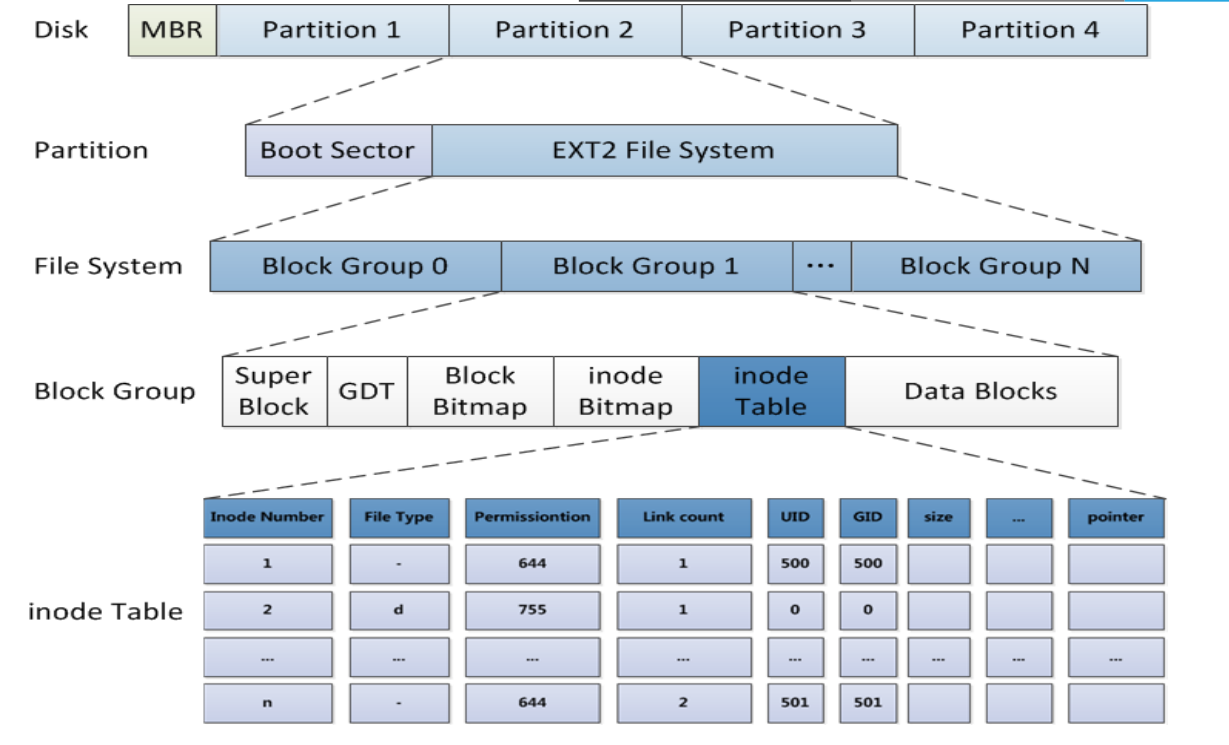 Disk MBR Partition 1 Partition 2 Partition 3 Partition 4
Partition Boot Sector EXT2 File System
File System Block Group 0 Block Group 1 ... Block Group N
Block Group Super Block GDT Block Bitmap inode Bitmap inode Table Data Blocks
Inode Number File Type Permissiontion Link count UID GID size ... pointer
1 - 644 1 500 500
inode Table 2 d 755 1 0 0
... ... ... ... ... ... ... ... ...
n - 644 2 501 501